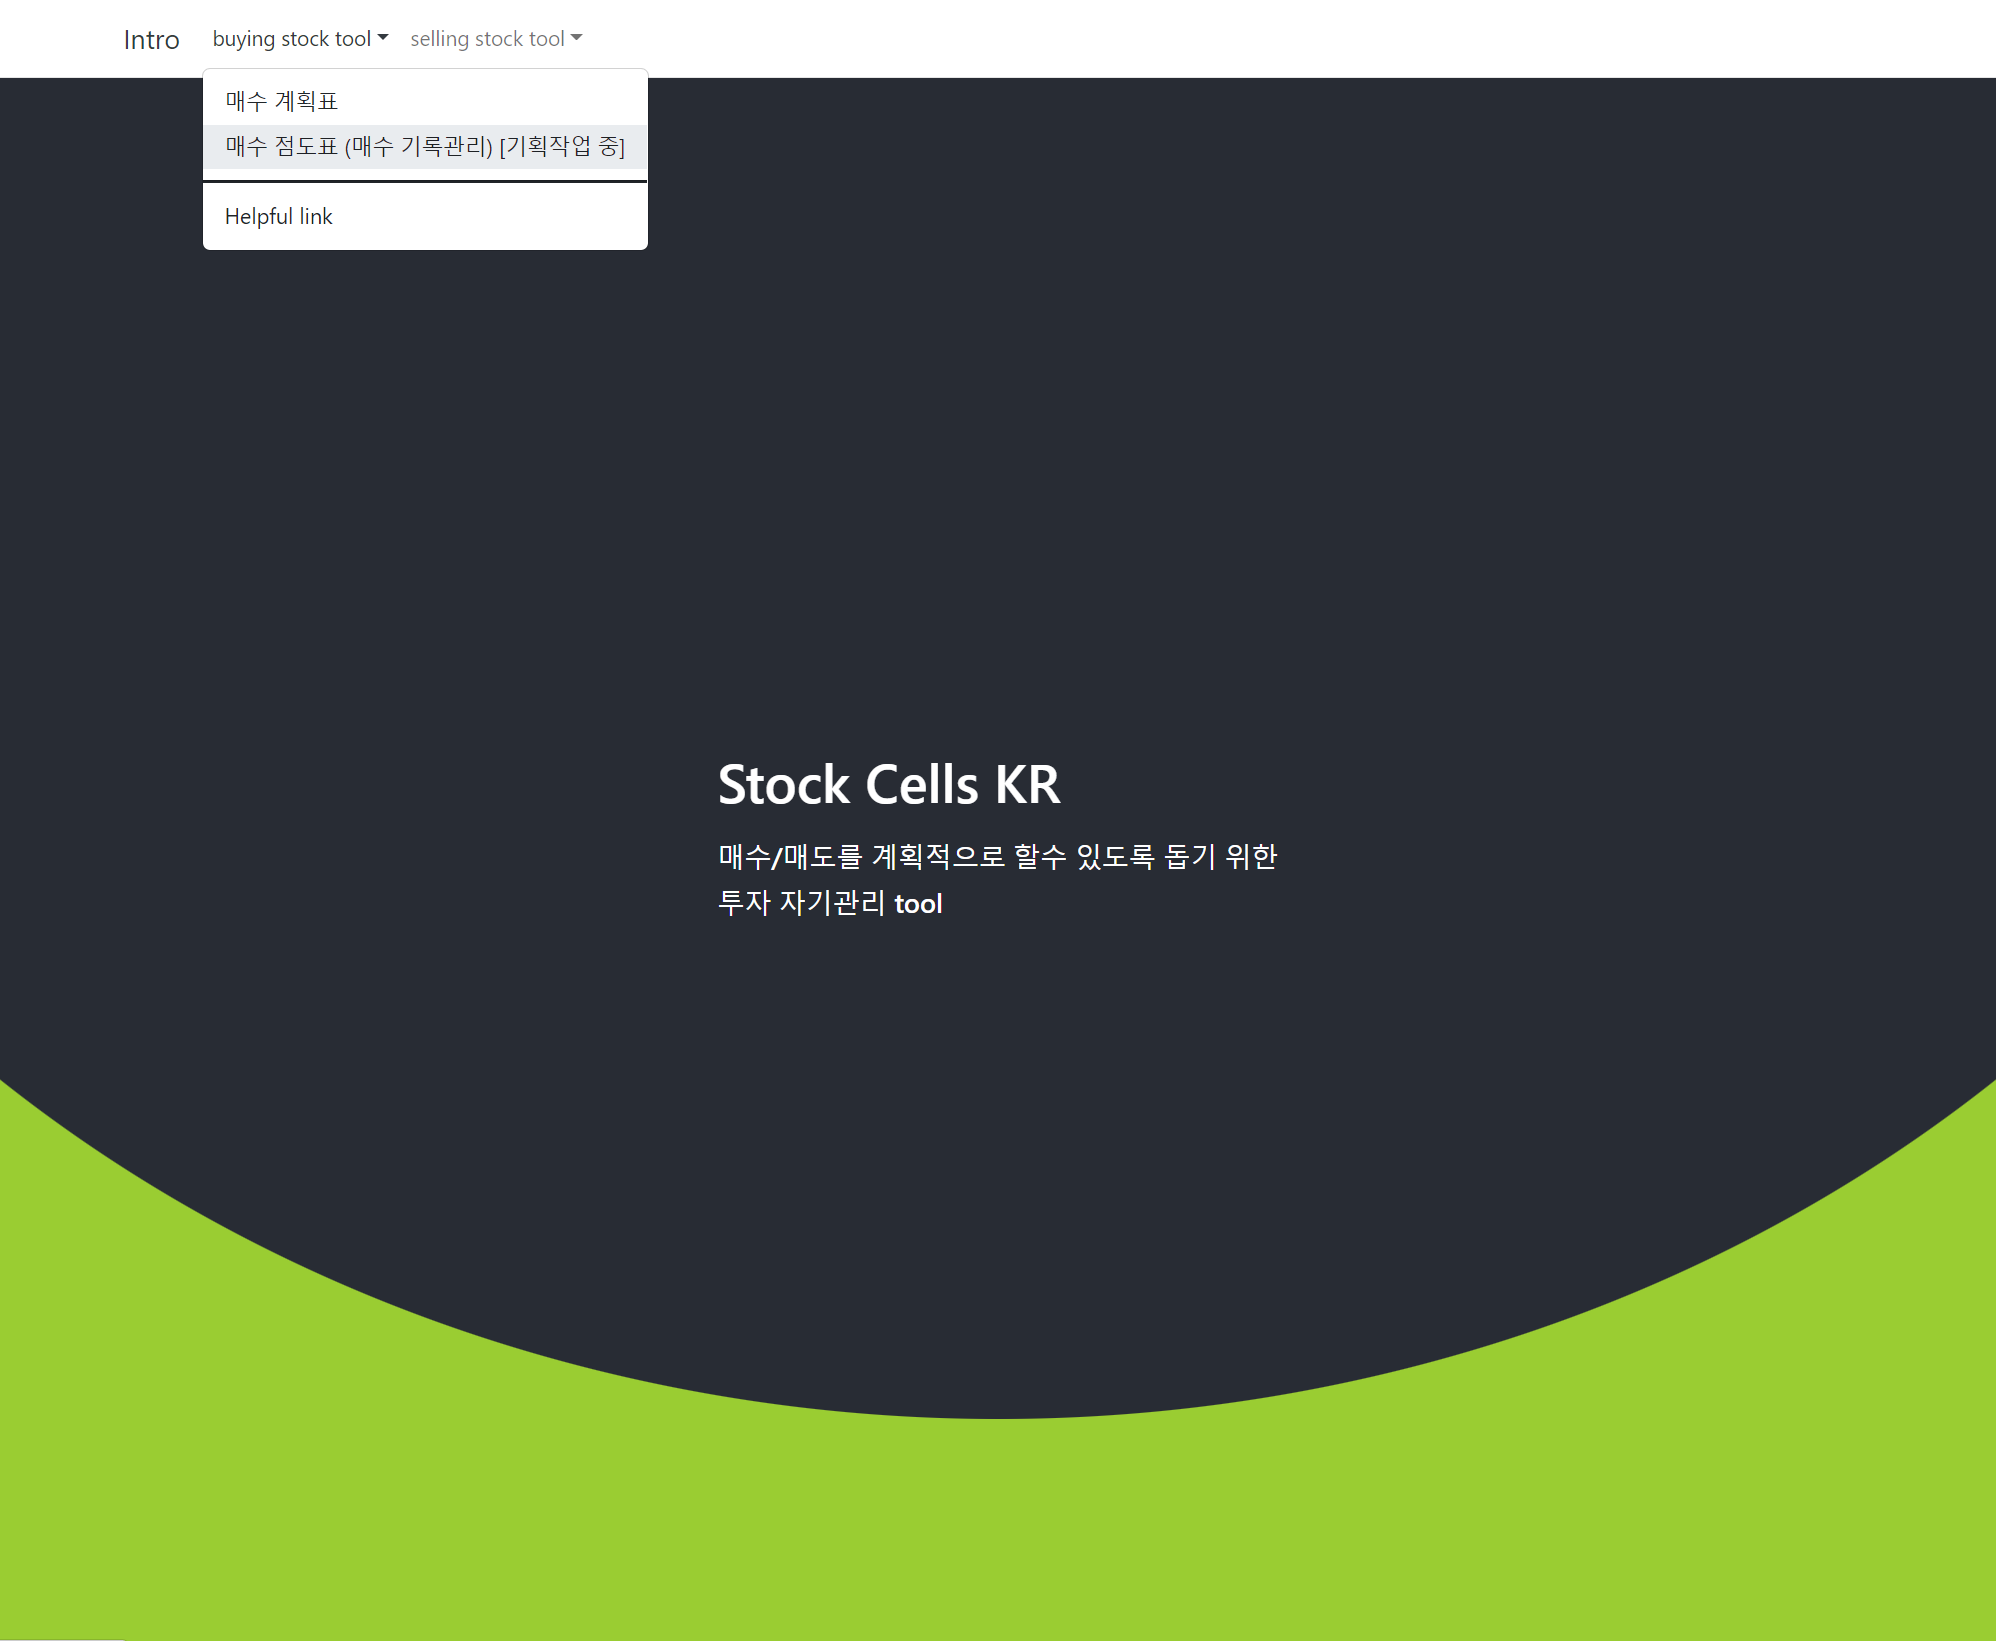 Intro
buying stock tool
selling stock tool
매수 계획표
매수 점도표 (매수 기록관리) [기획작업 중]
Helpful link
Stock Cells KR
매수/매도를 계획적으로 할수 있도록 돕기 위한
투자 자기관리 tool